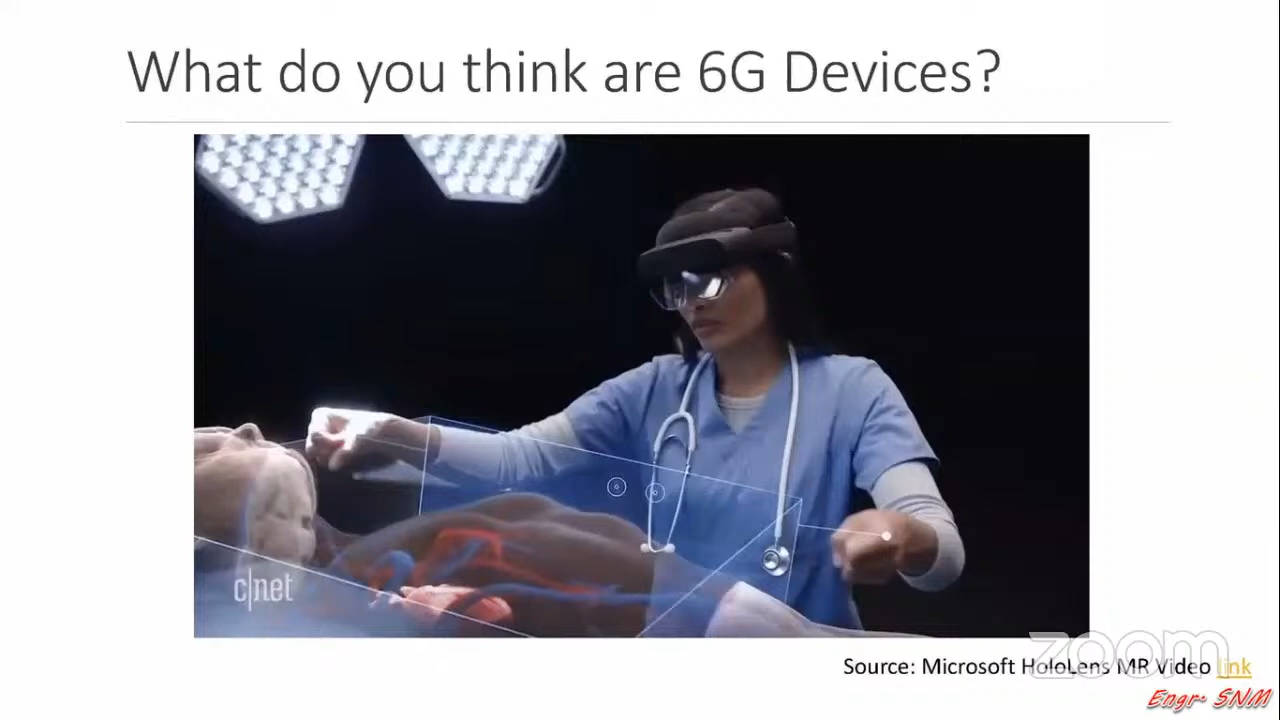 What do you think are 6G Devices?
c|net
zoom
Source: Microsoft HoloLens MR Video link
Engr. SNM